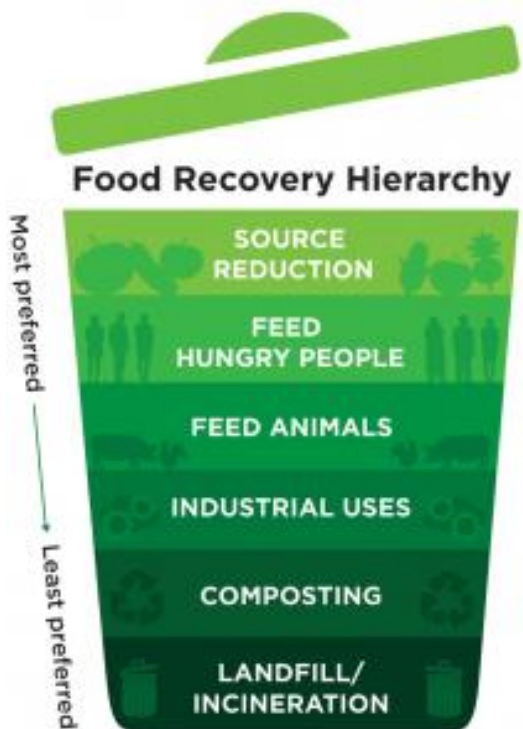 Food Recovery Hierarchy
Most preferred
Least preferred
SOURCE
REDUCTION
FEED
HUNGRY PEOPLE
FEED ANIMALS
INDUSTRIAL USES
COMPOSTING
LANDFILL/
INCINERATION